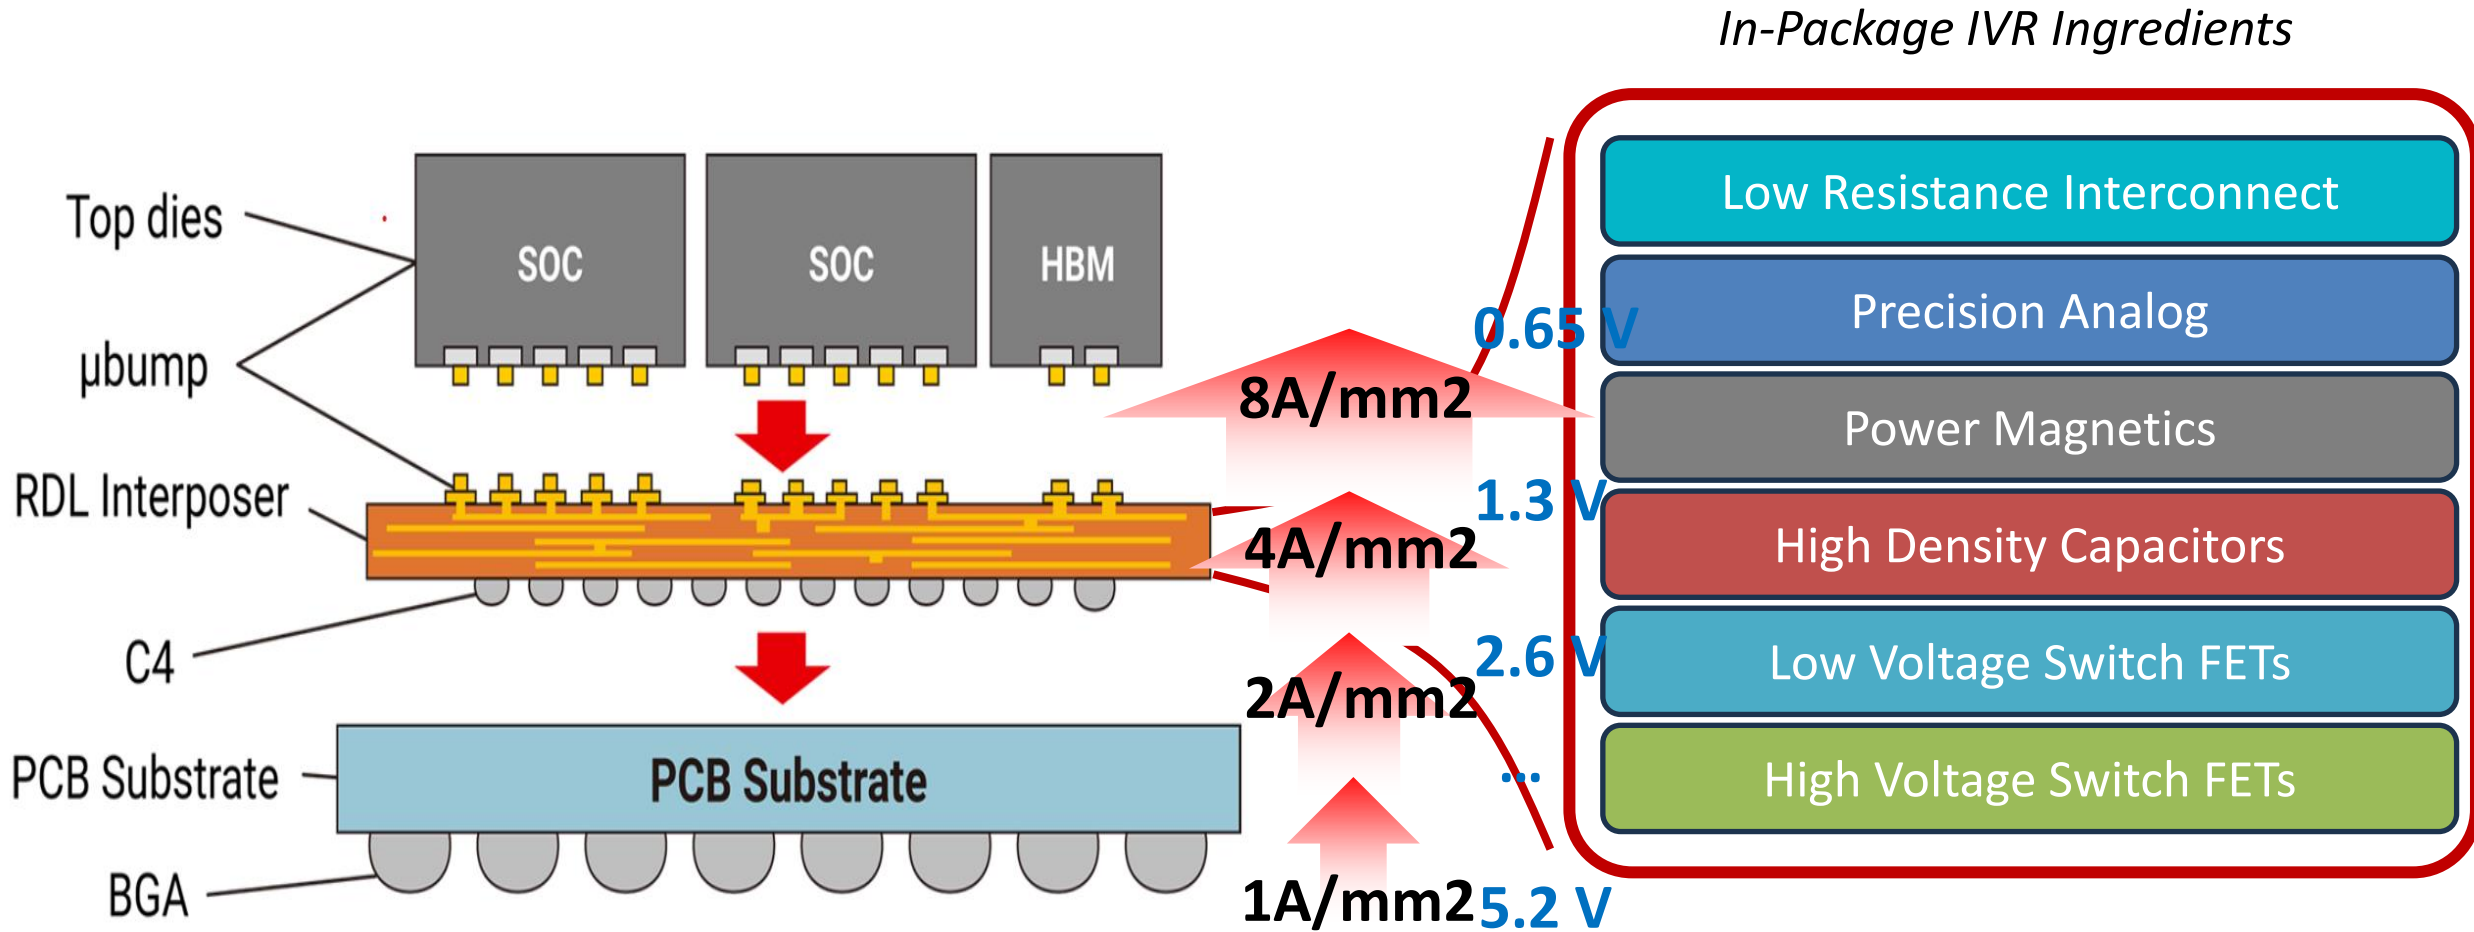 In-Package IVR Ingredients
Top dies
SOC
SOC
HBM
µbump
RDL Interposer
C4
PCB Substrate
PCB Substrate
BGA
0.65 V
8A/mm2
1.3 V
4A/mm2
2.6 V
2A/mm2
...
1A/mm2
5.2 V
Low Resistance Interconnect
Precision Analog
Power Magnetics
High Density Capacitors
Low Voltage Switch FETs
High Voltage Switch FETs